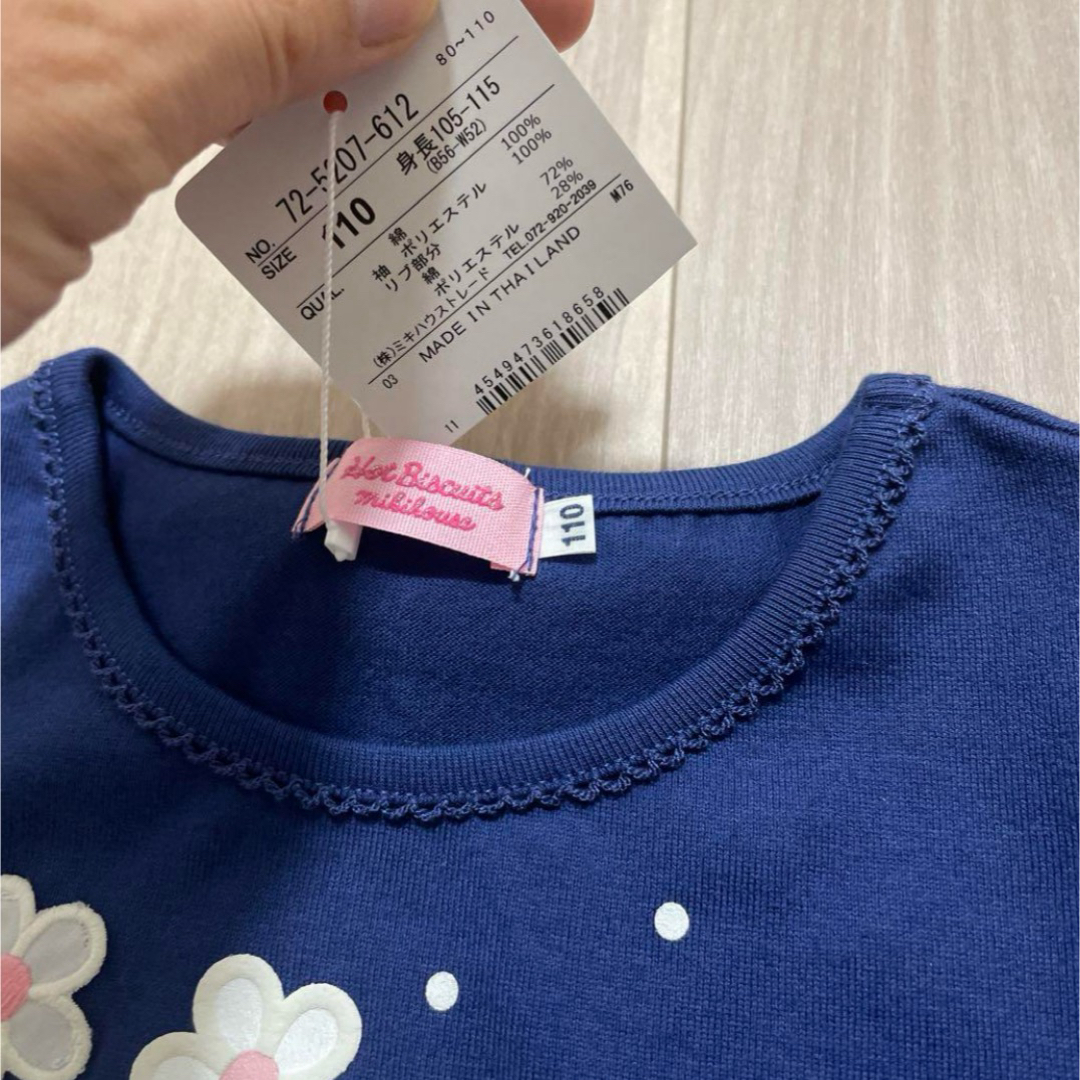 80~110
NO. 72-5207-612
SIZE 110 身長105-115
(B56-W52)
QUAL. 綿 100%
袖 ポリエステル 100%
リブ部分
綿 72%
ポリエステル 28%
(株)ミキハウストレード TEL.072-920-2039
03 MADE IN THAILAND M76
4549473618658
11
Hot Biscuits
mikihouse
110